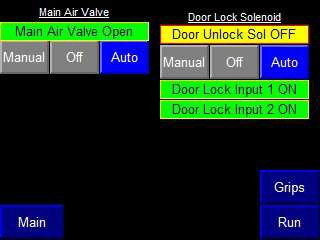 Main Air Valve
Main Air Valve Open
Manual Off Auto
Door Lock Solenoid
Door Unlock Sol OFF
Manual Off Auto
Door Lock Input 1 ON
Door Lock Input 2 ON
Grips
Main
Run